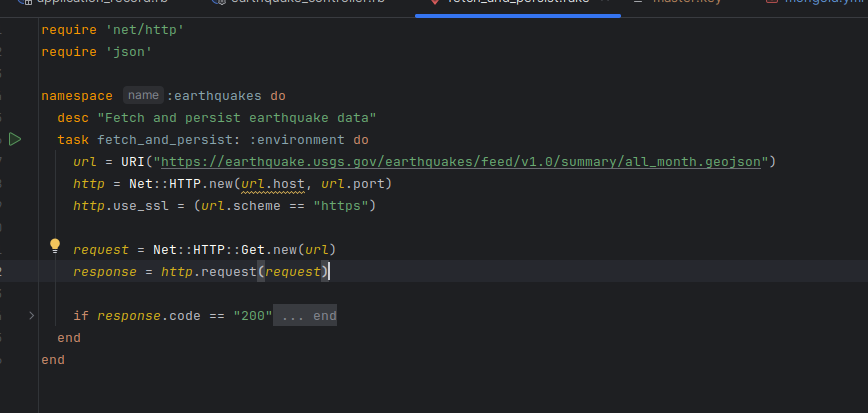 application_record.rb earthquake_controller.rb fetch_and_persist.rake master.key mongoid.yml
require 'net/http'
require 'json'
namespace name :earthquakes do
desc "Fetch and persist earthquake data"
task fetch_and_persist: :environment do
url = URI("https://earthquake.usgs.gov/earthquakes/feed/v1.0/summary/all_month.geojson")
http = Net::HTTP.new(url.host, url.port)
http.use_ssl = (url.scheme == "https")
request = Net::HTTP::Get.new(url)
response = http.request(request)
if response.code == "200" ... end
end
end